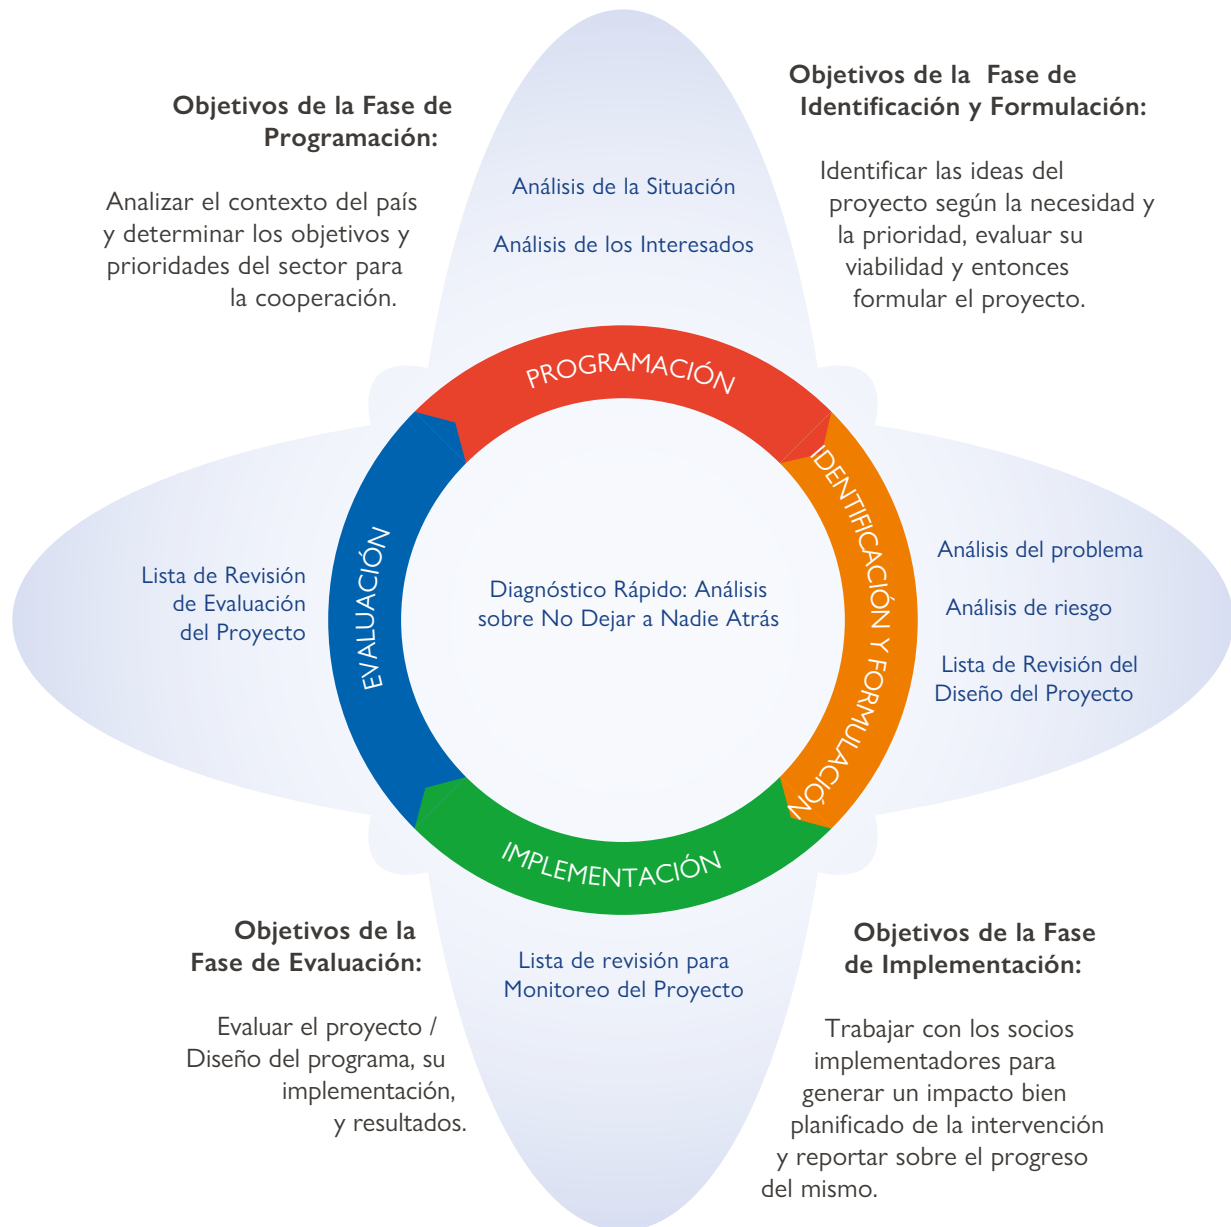 Objetivos de la Fase de
Programación:
Analizar el contexto del país
y determinar los objetivos y
prioridades del sector para
la cooperación.
Análisis de la Situación
Análisis de los Interesados
Objetivos de la Fase de
Identificación y Formulación:
Identificar las ideas del
proyecto según la necesidad y
la prioridad, evaluar su
viabilidad y entonces
formular el proyecto.
PROGRAMACIÓN
IDENTIFICACIÓN Y FORMULACIÓN
IMPLEMENTACIÓN
EVALUACIÓN
Lista de Revisión
de Evaluación
del Proyecto
Diagnóstico Rápido: Análisis
sobre No Dejar a Nadie Atrás
Análisis del problema
Análisis de riesgo
Lista de Revisión del
Diseño del Proyecto
Objetivos de la
Fase de Evaluación:
Evaluar el proyecto /
Diseño del programa, su
implementación,
y resultados.
Lista de revisión para
Monitoreo del Proyecto
Objetivos de la Fase
de Implementación:
Trabajar con los socios
implementadores para
generar un impacto bien
planificado de la intervención
y reportar sobre el progreso
del mismo.